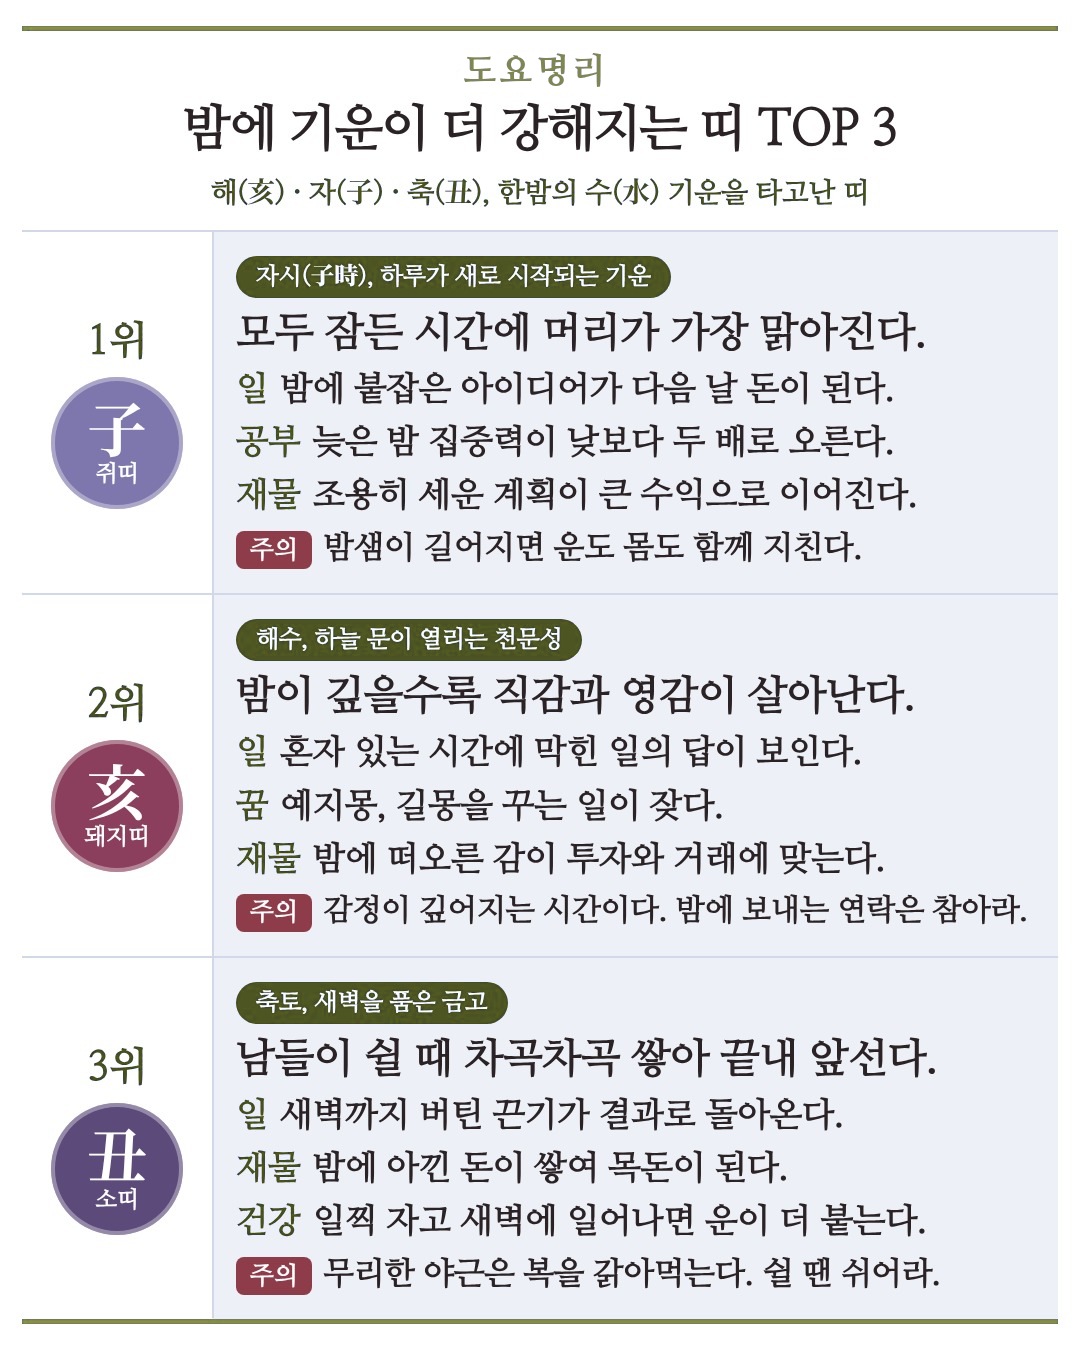 도요명리
밤에 기운이 더 강해지는 띠 TOP 3
해(亥) · 자(子) · 축(丑), 한밤의 수(水) 기운을 타고난 띠
1위
子
쥐띠
자시(子時), 하루가 새로 시작되는 기운
모두 잠든 시간에 머리가 가장 맑아진다.
일 밤에 붙잡은 아이디어가 다음 날 돈이 된다.
공부 늦은 밤 집중력이 낮보다 두 배로 오른다.
재물 조용히 세운 계획이 큰 수익으로 이어진다.
주의 밤샘이 길어지면 운도 몸도 함께 지친다.
2위
亥
돼지띠
해수, 하늘 문이 열리는 천문성
밤이 깊을수록 직감과 영감이 살아난다.
일 혼자 있는 시간에 막힌 일의 답이 보인다.
꿈 예지몽, 길몽을 꾸는 일이 잦다.
재물 밤에 떠오른 감이 투자와 거래에 맞는다.
주의 감정이 깊어지는 시간이다. 밤에 보내는 연락은 참아라.
3위
丑
소띠
축토, 새벽을 품은 금고
남들이 쉴 때 차곡차곡 쌓아 끝내 앞선다.
일 새벽까지 버틴 끈기가 결과로 돌아온다.
재물 밤에 아낀 돈이 쌓여 목돈이 된다.
건강 일찍 자고 새벽에 일어나면 운이 더 붙는다.
주의 무리한 야근은 복을 갉아먹는다. 쉴 땐 쉬어라.